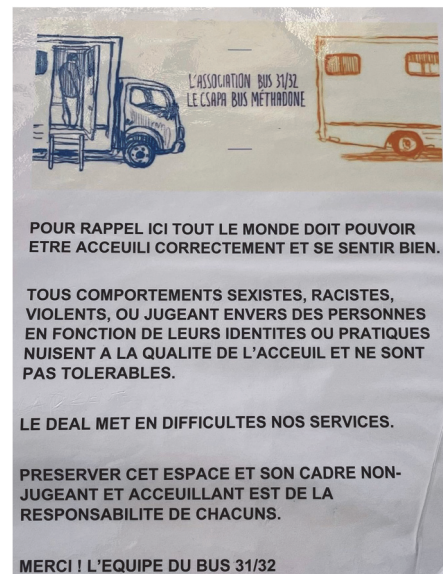 L'ASSOCIATION BUS 31/32
LE CSAPA BUS MÉTHADONE
POUR RAPPEL ICI TOUT LE MONDE DOIT POUVOIR
ETRE ACCEUILI CORRECTEMENT ET SE SENTIR BIEN.
TOUS COMPORTEMENTS SEXISTES, RACISTES,
VIOLENTS, OU JUGEANT ENVERS DES PERSONNES
EN FONCTION DE LEURS IDENTITES OU PRATIQUES
NUISENT A LA QUALITE DE L'ACCEUIL ET NE SONT
PAS TOLERABLES.
LE DEAL MET EN DIFFICULTES NOS SERVICES.
PRESERVER CET ESPACE ET SON CADRE NON-
JUGEANT ET ACCEUILLANT EST DE LA
RESPONSABILITE DE CHACUNS.
MERCI ! L'EQUIPE DU BUS 31/32